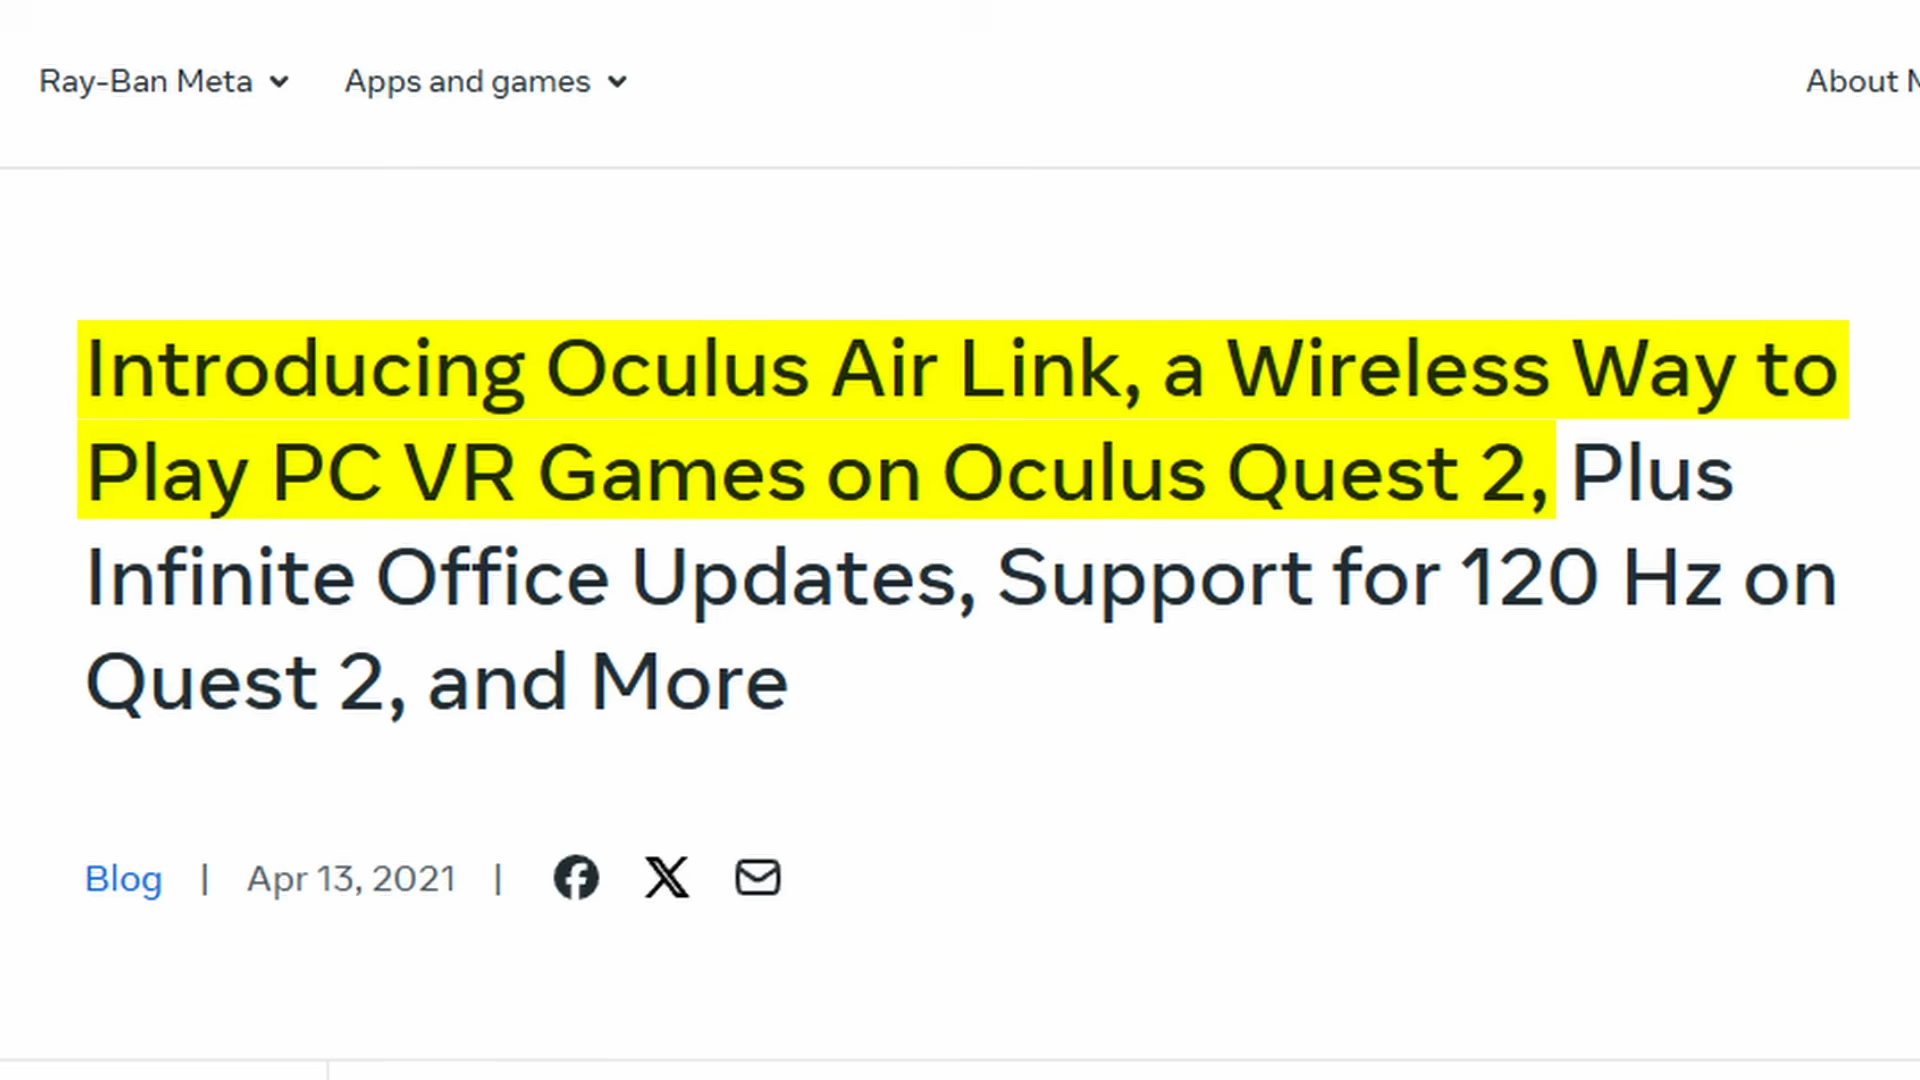 Ray-Ban Meta Apps and games About
Introducing Oculus Air Link, a Wireless Way to
Play PC VR Games on Oculus Quest 2, Plus
Infinite Office Updates, Support for 120 Hz on
Quest 2, and More
Blog | Apr 13, 2021 |